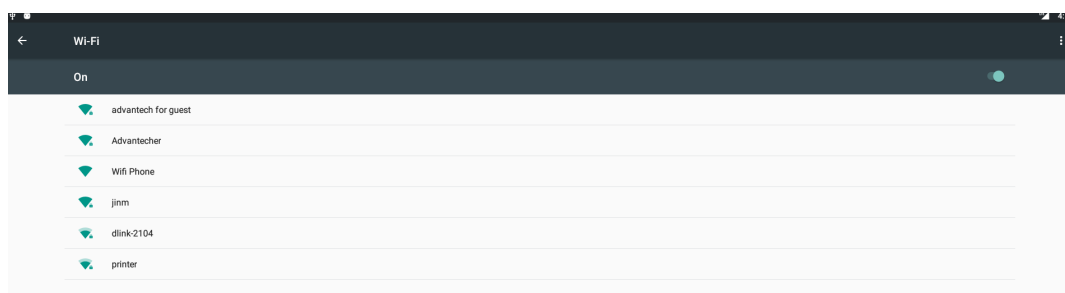 Wi-Fi
On
advantech for guest
Advantecher
Wifi Phone
jinm
dlink-2104
printer